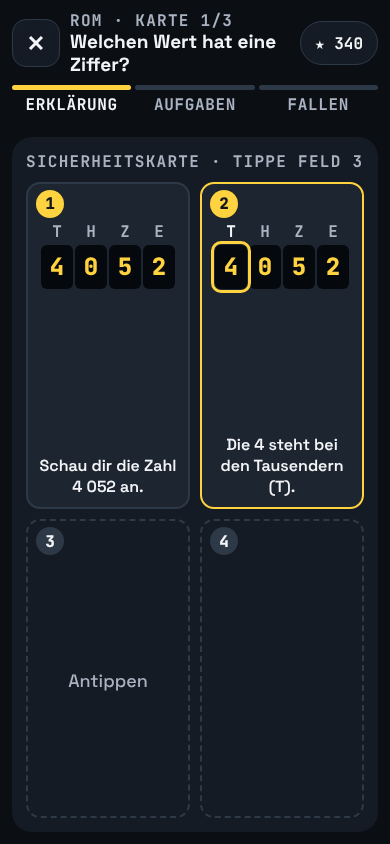 ROM · KARTE 1/3
Welchen Wert hat eine
Ziffer?
✕
★ 340
ERKLÄRUNG AUFGABEN FALLEN
SICHERHEITSKARTE · TIPPE FELD 3
1
T H Z E
4 0 5 2
Schau dir die Zahl
4 052 an.
2
T H Z E
4 0 5 2
Die 4 steht bei
den Tausendern
(T).
3
Antippen
4